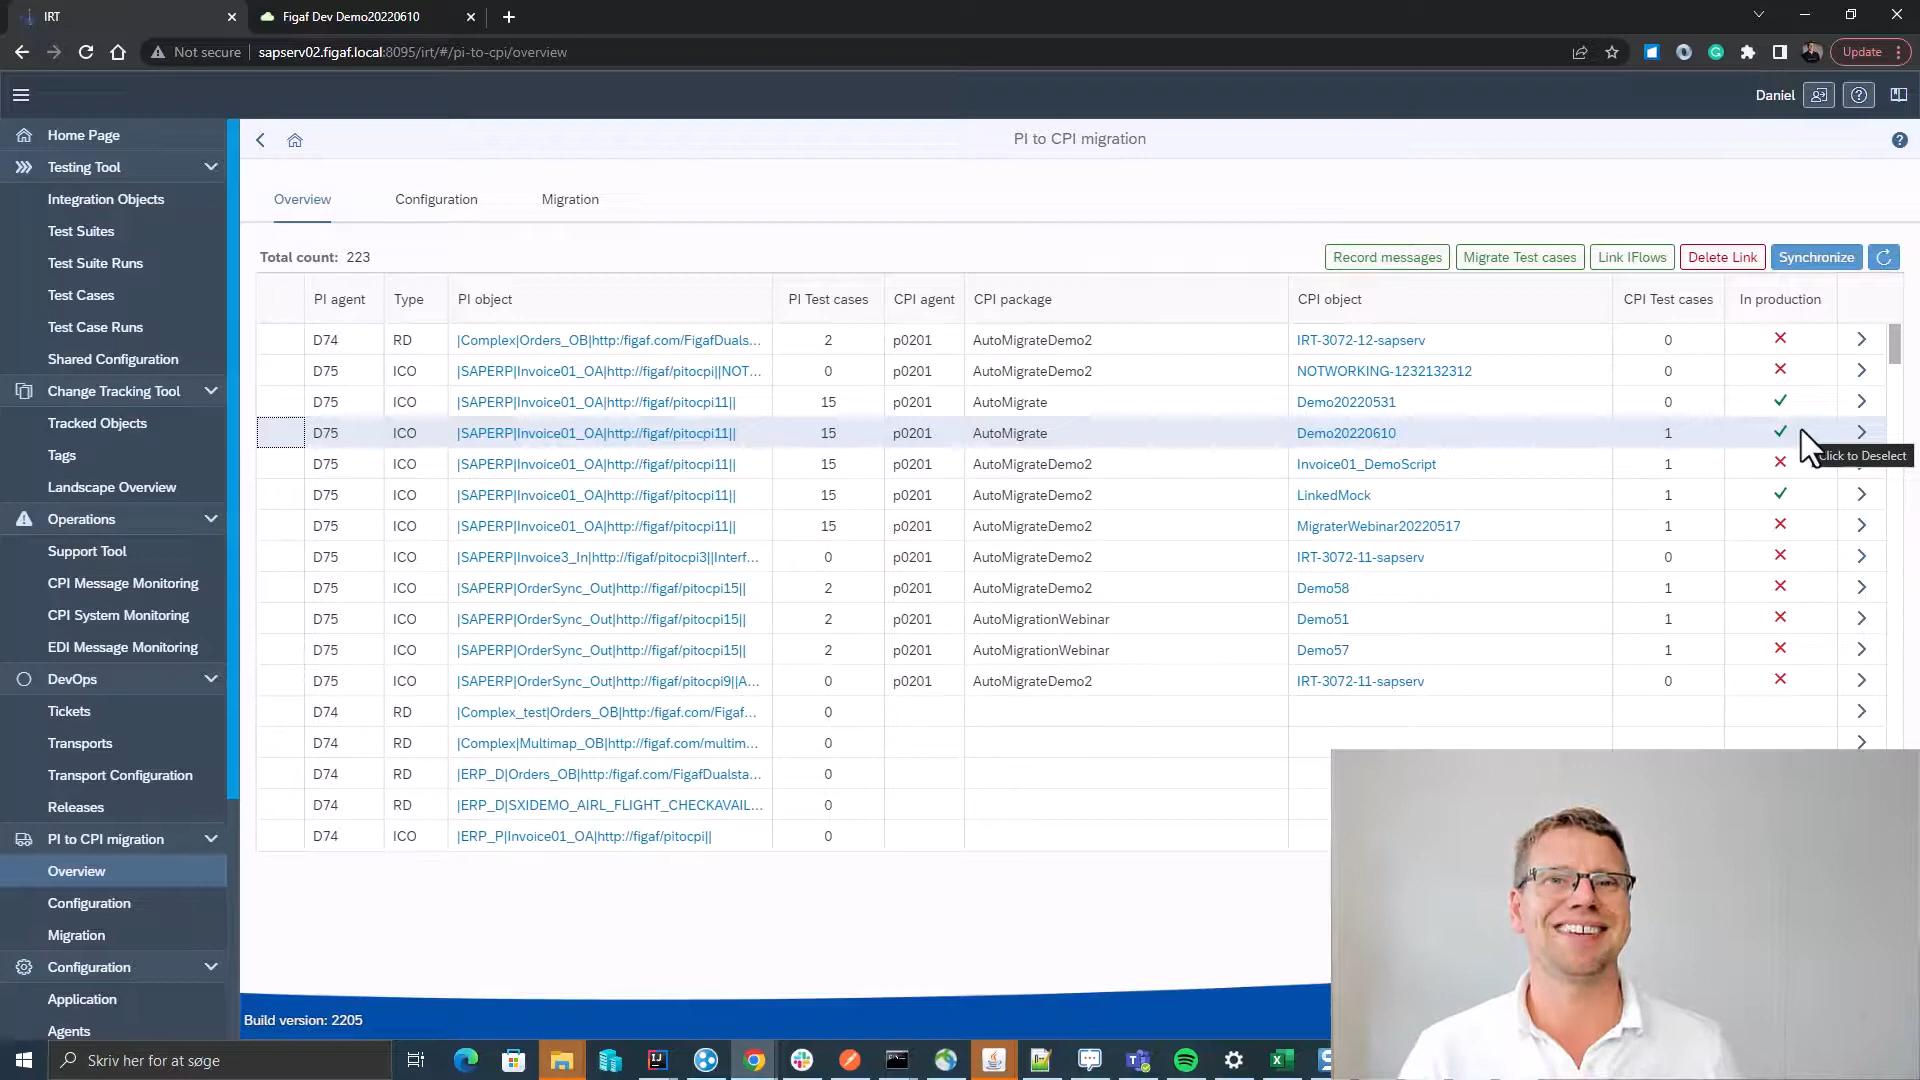 IRT
Figaf Dev Demo20220610
Not secure
sapserv02.figaf.local:8095/irt/#/pi-to-cpi/overview
Update
Daniel
Home Page
Testing Tool
Integration Objects
Test Suites
Test Suite Runs
Test Cases
Test Case Runs
Shared Configuration
Change Tracking Tool
Tracked Objects
Tags
Landscape Overview
Operations
Support Tool
CPI Message Monitoring
CPI System Monitoring
EDI Message Monitoring
DevOps
Tickets
Transports
Transport Configuration
Releases
PI to CPI migration
Overview
Configuration
Migration
Configuration
Application
Agents
PI to CPI migration
Overview Configuration Migration
Total count: 223
Record messages Migrate Test cases Link IFlows Delete Link Synchronize
PI agent Type PI object PI Test cases CPI agent CPI package CPI object CPI Test cases In production
D74 RD |Complex|Orders_OB|http:/figaf.com/FigafDuals... 2 p0201 AutoMigrateDemo2 IRT-3072-12-sapserv 0
D75 ICO |SAPERP|Invoice01_OA|http://figaf/pitocpi||NOT... 0 p0201 AutoMigrateDemo2 NOTWORKING-1232132312 0
D75 ICO |SAPERP|Invoice01_OA|http://figaf/pitocpi11|| 15 p0201 AutoMigrate Demo20220531 0
D75 ICO |SAPERP|Invoice01_OA|http://figaf/pitocpi11|| 15 p0201 AutoMigrate Demo20220610 1
Click to Deselect
D75 ICO |SAPERP|Invoice01_OA|http://figaf/pitocpi11|| 15 p0201 AutoMigrateDemo2 Invoice01_DemoScript 1
D75 ICO |SAPERP|Invoice01_OA|http://figaf/pitocpi11|| 15 p0201 AutoMigrateDemo2 LinkedMock 1
D75 ICO |SAPERP|Invoice01_OA|http://figaf/pitocpi11|| 15 p0201 AutoMigrateDemo2 MigraterWebinar20220517 1
D75 ICO |SAPERP|Invoice3_In|http://figaf/pitocpi3||Interf... 0 p0201 AutoMigrateDemo2 IRT-3072-11-sapserv 0
D75 ICO |SAPERP|OrderSync_Out|http://figaf/pitocpi15|| 2 p0201 AutoMigrateDemo2 Demo58 1
D75 ICO |SAPERP|OrderSync_Out|http://figaf/pitocpi15|| 2 p0201 AutoMigrationWebinar Demo51 1
D75 ICO |SAPERP|OrderSync_Out|http://figaf/pitocpi15|| 2 p0201 AutoMigrationWebinar Demo57 1
D75 ICO |SAPERP|OrderSync_Out|http://figaf/pitocpi9||A... 0 p0201 AutoMigrateDemo2 IRT-3072-11-sapserv 0
D74 RD |Complex_test|Orders_OB|http:/figaf.com/Figaf... 0
D74 RD |Complex|Multimap_OB|http://figaf.com/multim... 0
D74 RD |ERP_D|Orders_OB|http:/figaf.com/FigafDualsta... 0
D74 RD |ERP_D|SXIDEMO_AIRL_FLIGHT_CHECKAVAIL... 0
D74 ICO |ERP_P|Invoice01_OA|http://figaf/pitocpi|| 0
Build version: 2205
Skriv her for at søge